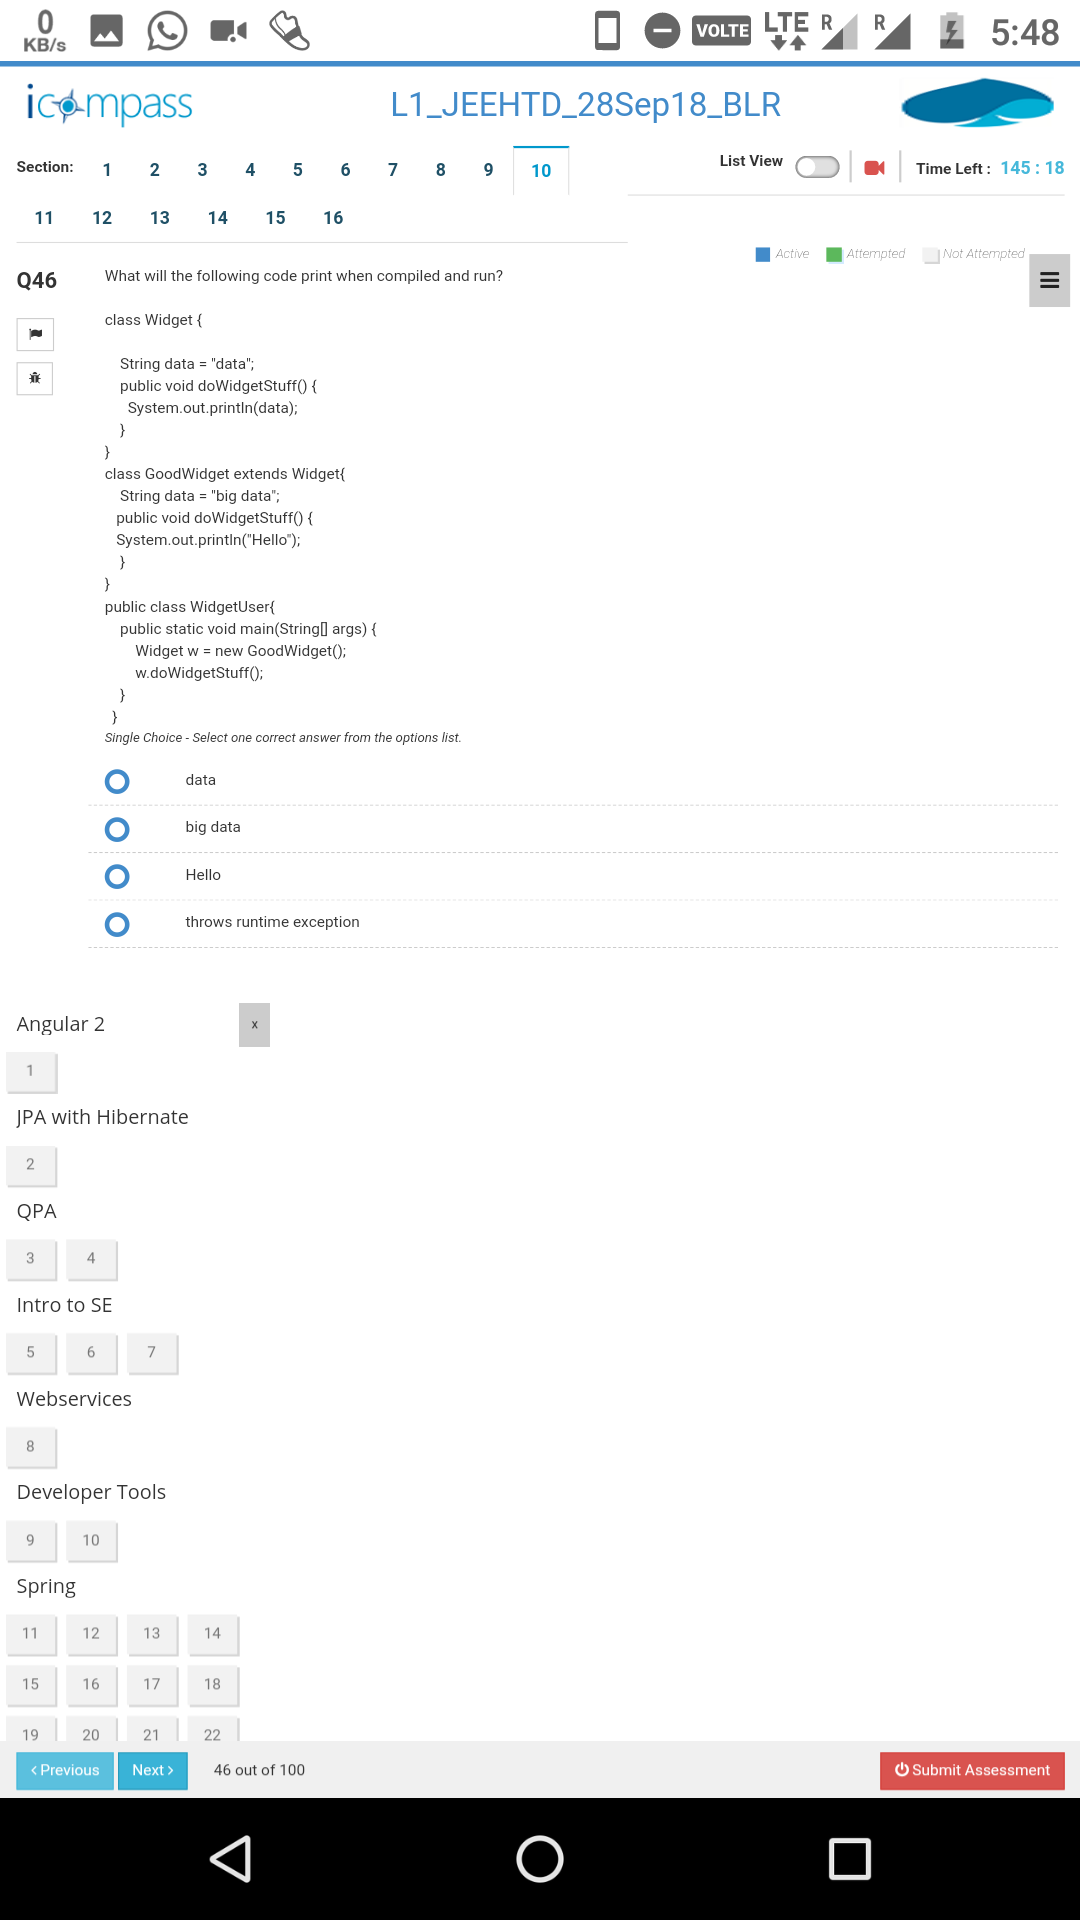 0
KB/s
VOLTE
LTE
R
R
5:48
icompass
L1_JEEHTD_28Sep18_BLR
Section: 1 2 3 4 5 6 7 8 9 10
11 12 13 14 15 16
List View
Time Left : 145 : 18
Active Attempted Not Attempted
Q46
What will the following code print when compiled and run?
class Widget {
String data = "data";
public void doWidgetStuff() {
System.out.println(data);
}
}
class GoodWidget extends Widget{
String data = "big data";
public void doWidgetStuff() {
System.out.println("Hello");
}
}
public class WidgetUser{
public static void main(String[] args) {
Widget w = new GoodWidget();
w.doWidgetStuff();
}
}
Single Choice - Select one correct answer from the options list.
data
big data
Hello
throws runtime exception
Angular 2
x
1
JPA with Hibernate
2
QPA
3 4
Intro to SE
5 6 7
Webservices
8
Developer Tools
9 10
Spring
11 12 13 14
15 16 17 18
19 20 21 22
Previous Next 46 out of 100 Submit Assessment